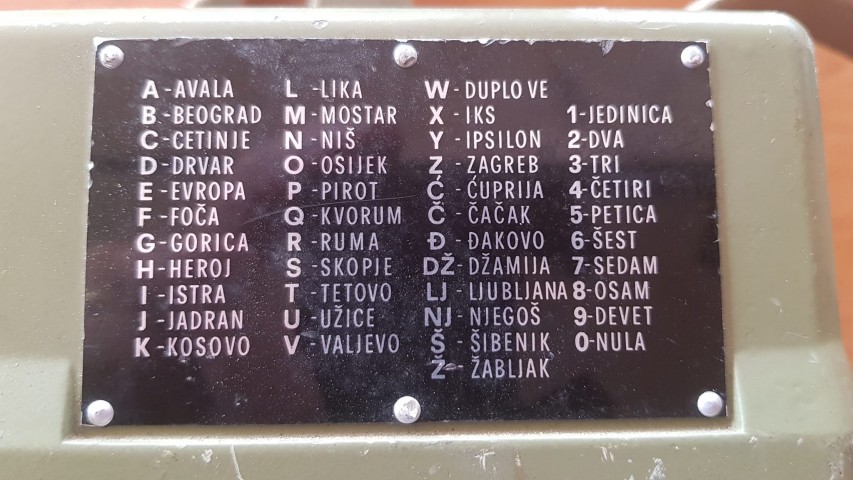 A-AVALA
B-BEOGRAD
C-CETINJE
D-DRVAR
E-EVROPA
F-FOČA
G-GORICA
H-HEROJ
I-ISTRA
J-JADRAN
K-KOSOVO
L-LIKA
M-MOSTAR
N-NIŠ
O-OSIJEK
P-PIROT
Q-KVORUM
R-RUMA
S-SKOPJE
T-TETOVO
U-UŽICE
V-VALJEVO
W-DUPLO VE
X-IKS
Y-IPSILON
Z-ZAGREB
Ć-ĆUPRIJA
Č-ČAČAK
Đ-ĐAKOVO
DŽ-DŽAMIJA
LJ-LJUBLJANA
NJ-NJEGOŠ
Š-ŠIBENIK
Ž-ŽABLJAK
1-JEDINICA
2-DVA
3-TRI
4-ČETIRI
5-PETICA
6-ŠEST
7-SEDAM
8-OSAM
9-DEVET
0-NULA